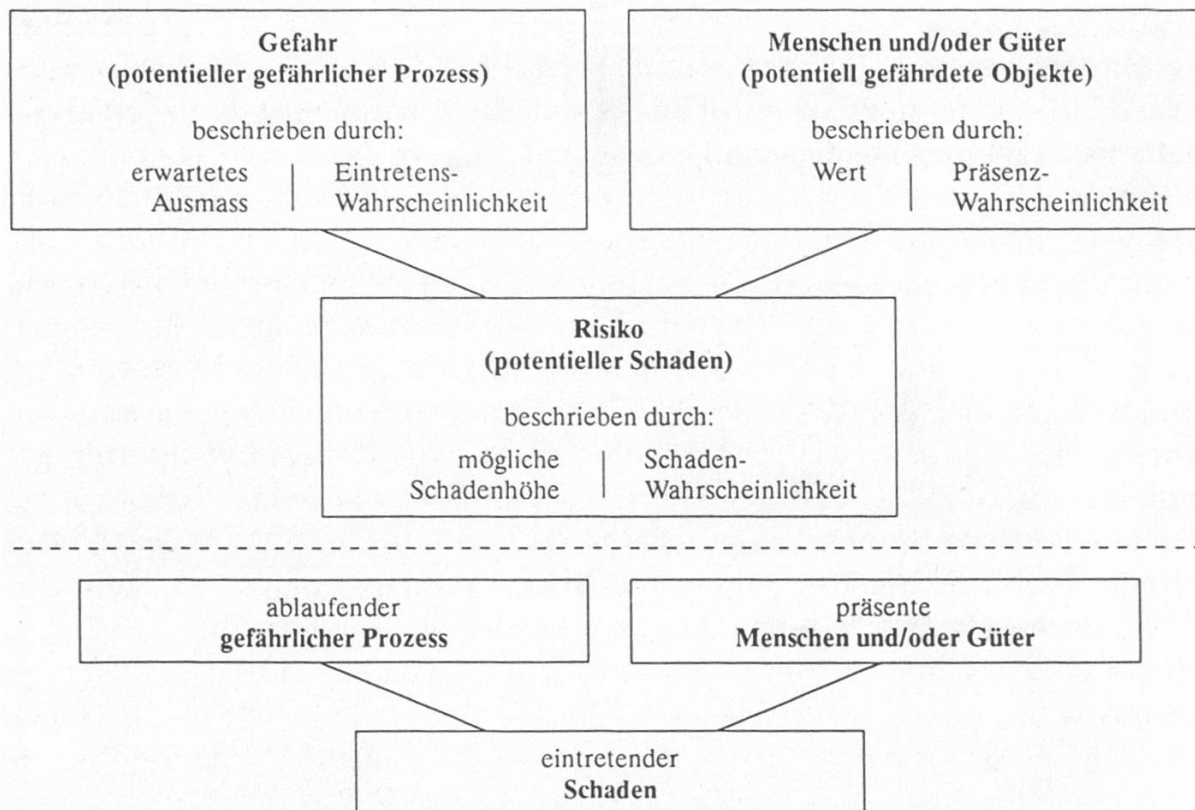 Gefahr
(potentieller gefährlicher Prozess)
beschrieben durch:
erwartetes Ausmass
Eintretens-
Wahrscheinlichkeit
Menschen und/oder Güter
(potentiell gefährdete Objekte)
beschrieben durch:
Wert
Präsenz-
Wahrscheinlichkeit
Risiko
(potentieller Schaden)
beschrieben durch:
mögliche
Schadenhöhe
Schaden-
Wahrscheinlichkeit
ablaufender
gefährlicher Prozess
präsente
Menschen und/oder Güter
eintretender
Schaden